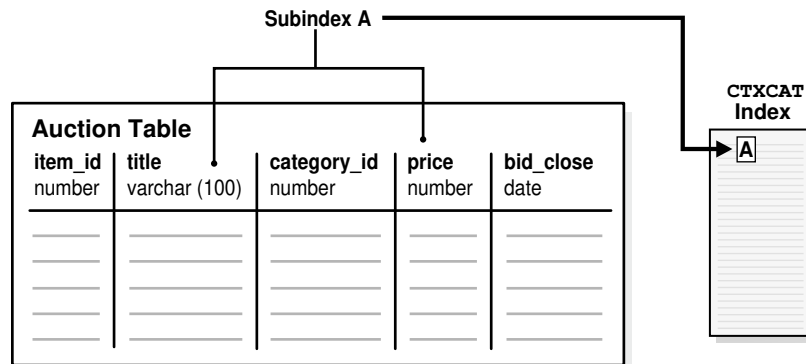 Subindex A
CTXCAT
Index
A
Auction Table
item_id title category_id price bid_close
number varchar (100) number number date